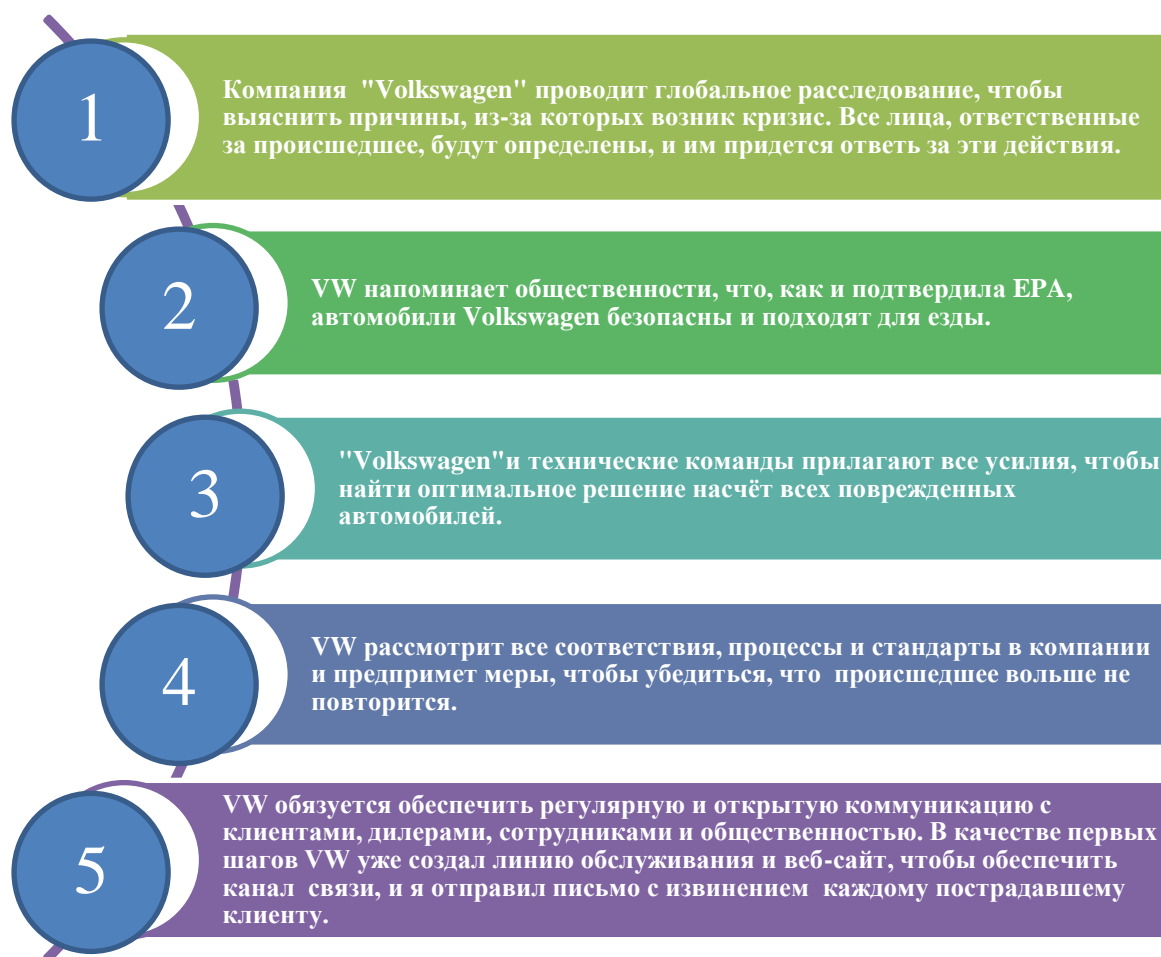 1
Компания "Volkswagen" проводит глобальное расследование, чтобы
выяснить причины, из-за которых возник кризис. Все лица, ответственные
за происшедшее, будут определены, и им придется ответь за эти действия.
2
VW напоминает общественности, что, как и подтвердила EPA,
автомобили Volkswagen безопасны и подходят для езды.
3
"Volkswagen"и технические команды прилагают все усилия, чтобы
найти оптимальное решение насчёт всех поврежденных
автомобилей.
4
VW рассмотрит все соответствия, процессы и стандарты в компании
и предпримет меры, чтобы убедиться, что происшедшее вольше не
повторится.
5
VW обязуется обеспечить регулярную и открытую коммуникацию с
клиентами, дилерами, сотрудниками и общественностью. В качестве первых
шагов VW уже создал линию обслуживания и веб-сайт, чтобы обеспечить
канал связи, и я отправил письмо с извинением каждому пострадавшему
клиенту.